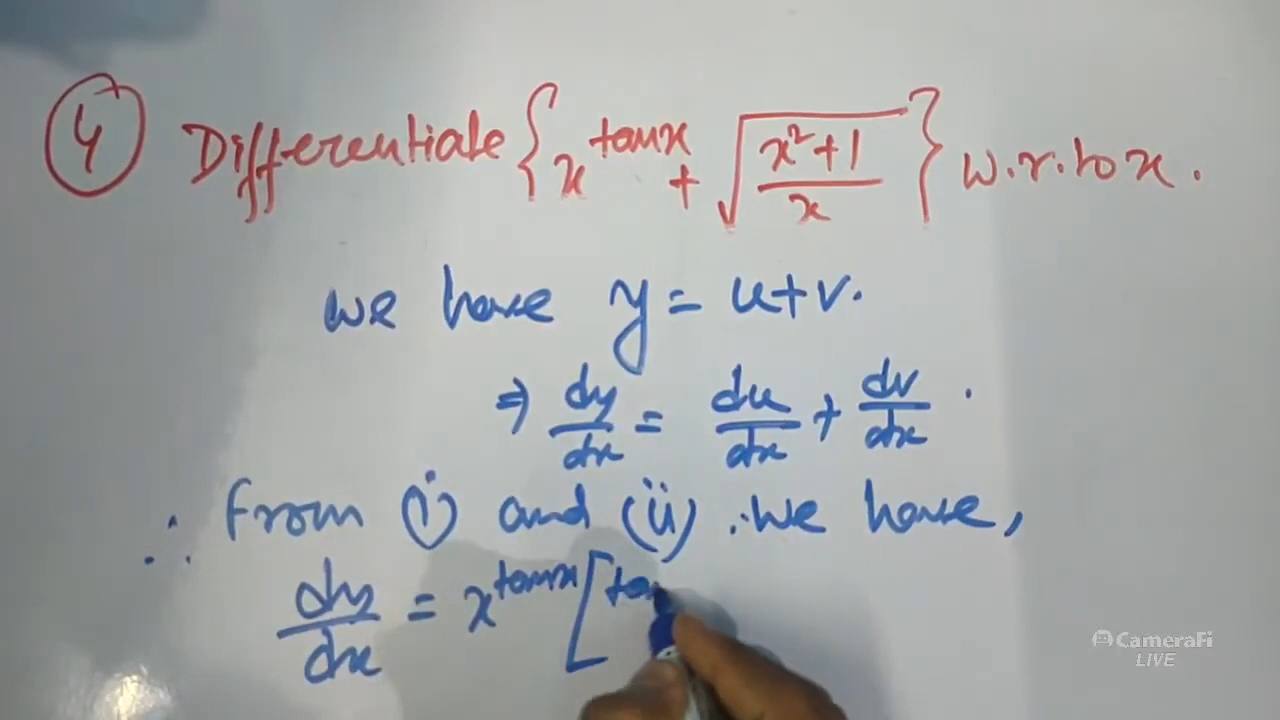 4 Differentiate { x^tanx + √((x²+1)/x) } w.r.to x.
we have y = u+v.
⇒ dy/dx = du/dx + dv/dx .
∴ From (i) and (ii) .we have,
dy/dx = x^tanx [ tan
CameraFi
LIVE